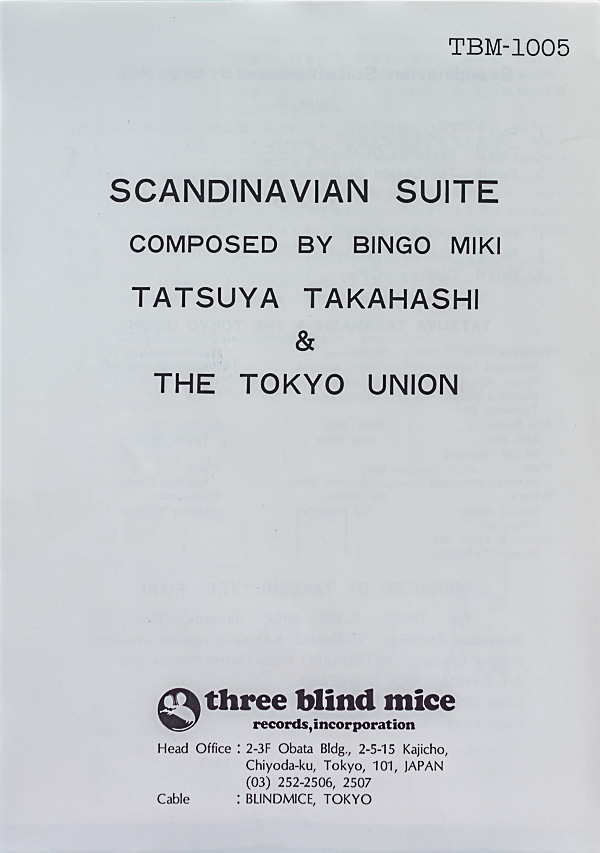 TBM-1005
SCANDINAVIAN SUITE
COMPOSED BY BINGO MIKI
TATSUYA TAKAHASHI
&
THE TOKYO UNION
three blind mice
records,incorporation
Head Office : 2-3F Obata Bldg., 2-5-15 Kajicho,
Chiyoda-ku, Tokyo, 101, JAPAN
(03) 252-2506, 2507
Cable : BLINDMICE, TOKYO